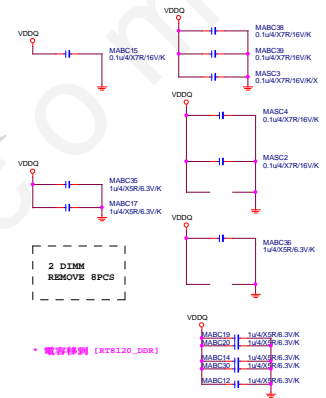 VDDQ
MABC15
0.1u/4/X7R/16V/K
VDDQ
MABC38
0.1u/4/X7R/16V/K
MABC39
0.1u/4/X7R/16V/K
MASC3
0.1u/4/X7R/16V/K/X
VDDQ
MASC4
0.1u/4/X7R/16V/K
MASC2
0.1u/4/X7R/16V/K
VDDQ
MABC35
1u/4/X5R/6.3V/K
MABC17
1u/4/X5R/6.3V/K
VDDQ
MABC36
1u/4/X5R/6.3V/K
2 DIMM
REMOVE 8PCS
* 電容移到 [RT8120_DDR]
VDDQ
MABC19 1u/4/X5R/6.3V/K
MABC20 1u/4/X5R/6.3V/K
MABC14 1u/4/X5R/6.3V/K
MABC30 1u/4/X5R/6.3V/K
MABC12 1u/4/X5R/6.3V/K